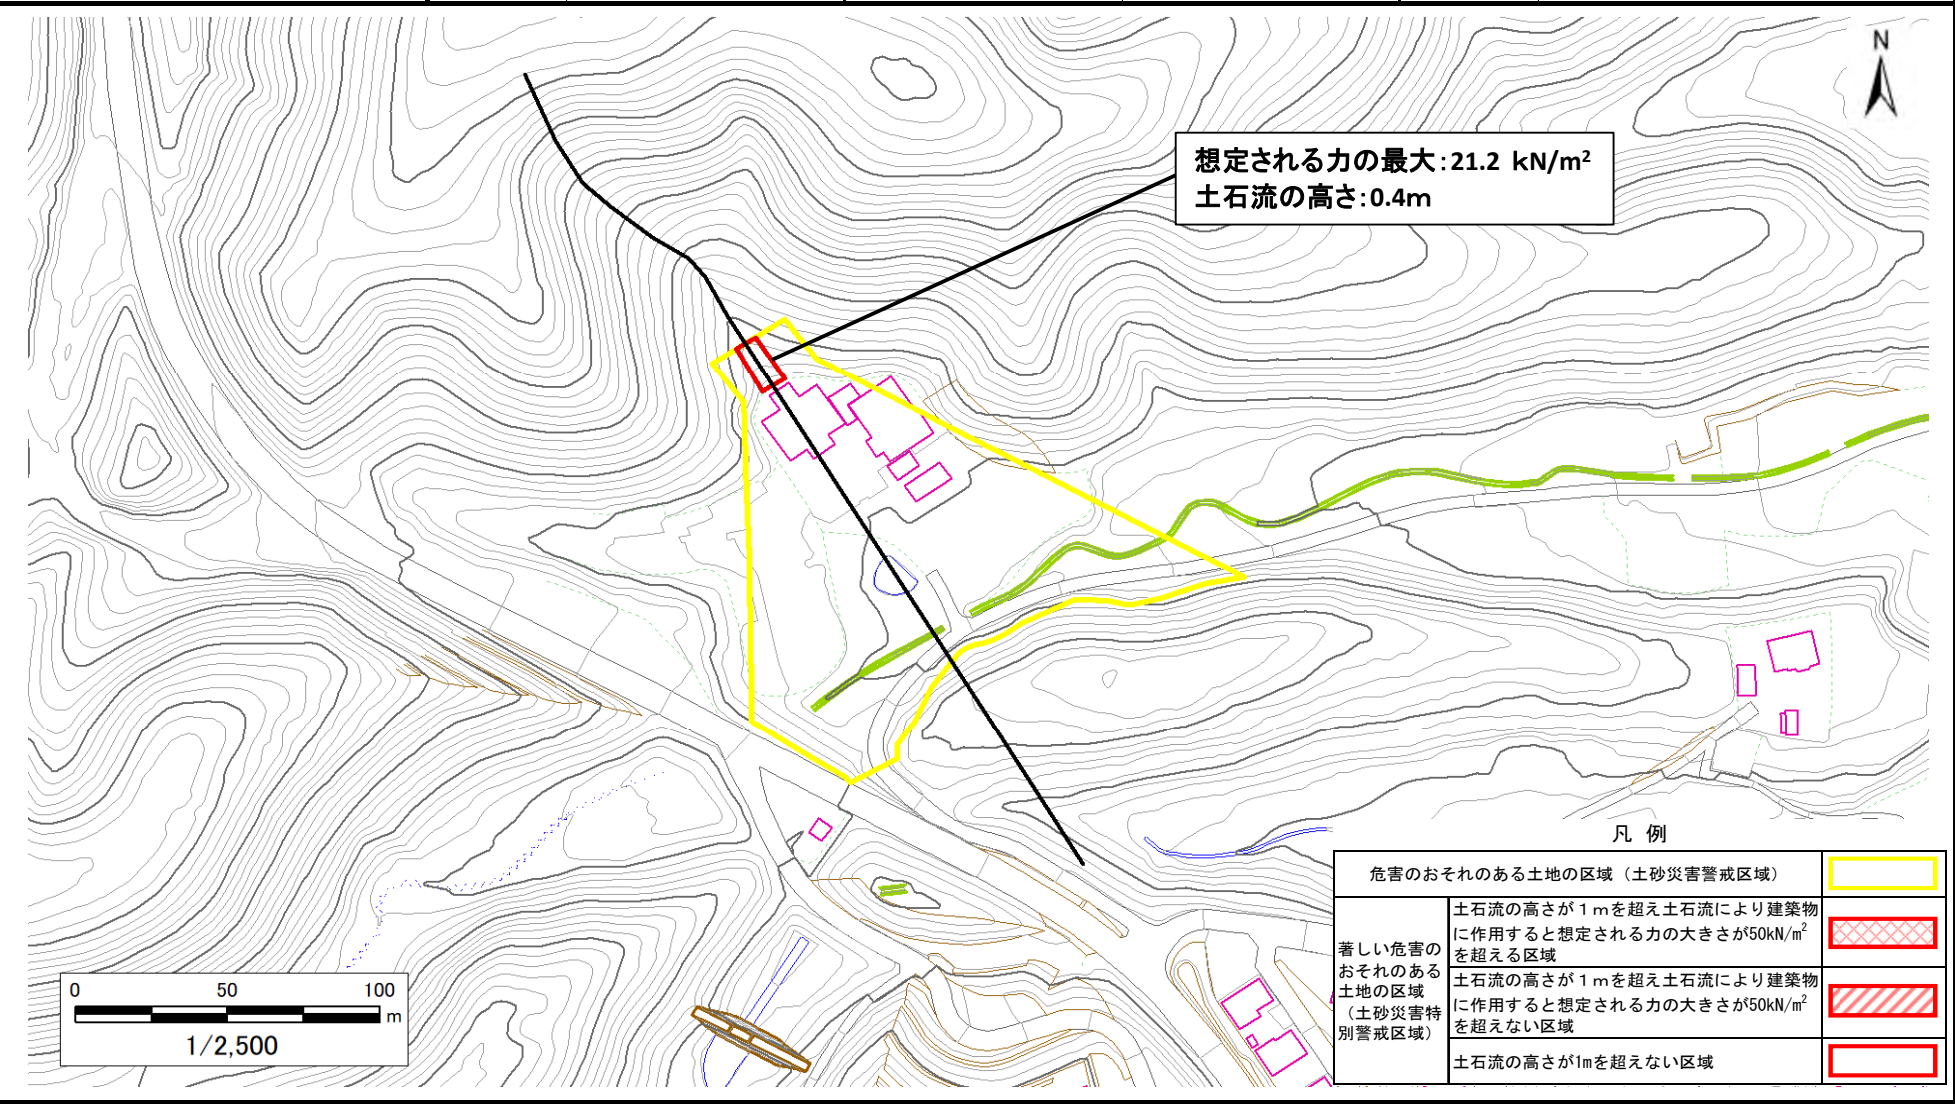 N
想定される力の最大：21.2 kN/m²
土石流の高さ：0.4m
凡 例
危害のおそれのある土地の区域（土砂災害警戒区域）
著しい危害の
おそれのある
土地の区域
（土砂災害特
別警戒区域）
土石流の高さが１ｍを超え土石流により建築物
に作用すると想定される力の大きさが50kN/㎡
を超える区域
土石流の高さが１ｍを超え土石流により建築物
に作用すると想定される力の大きさが50kN/㎡
を超えない区域
土石流の高さが1mを超えない区域
0 50 100
m
1/2,500